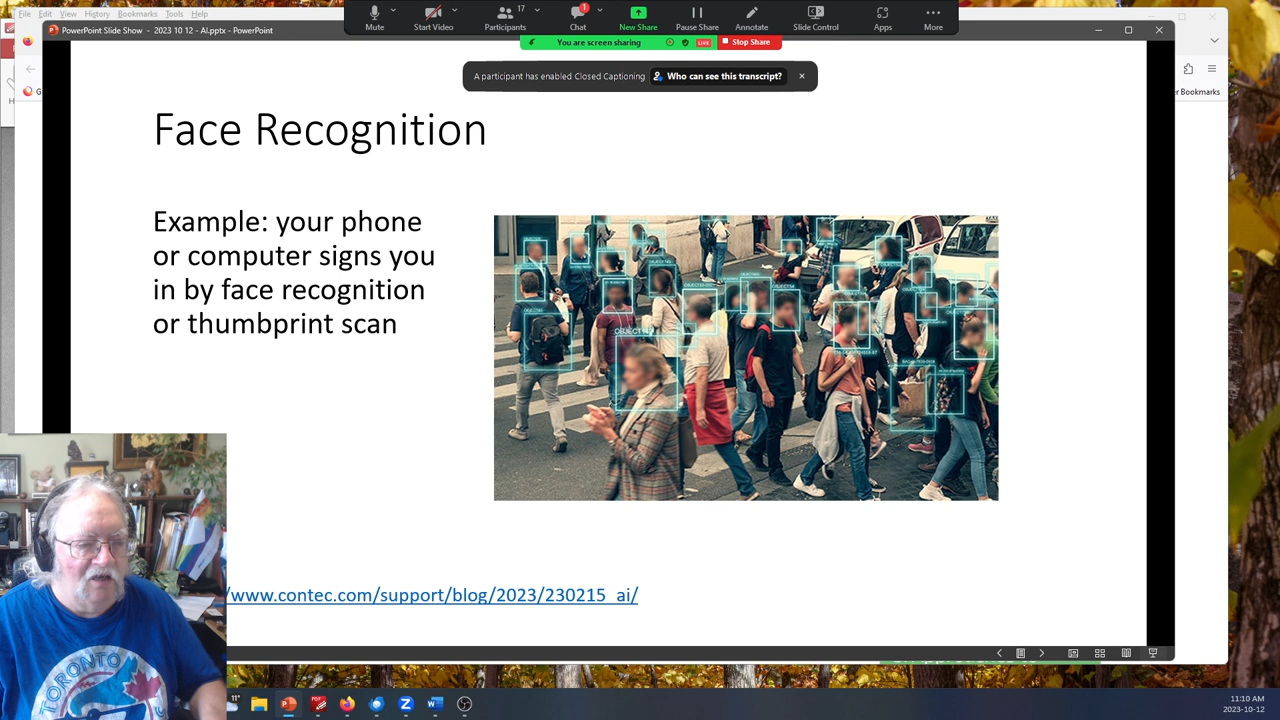 File Edit View History Bookmarks Tools Help
PowerPoint Slide Show - 2023 10 12 - AI.pptx - PowerPoint
Mute
Start Video
17
Participants
1
Chat
New Share
Pause Share
Annotate
Slide Control
Apps
More
You are screen sharing
LIVE
Stop Share
A participant has enabled Closed Captioning
Who can see this transcript?
r Bookmarks
Face Recognition
Example: your phone
or computer signs you
in by face recognition
or thumbprint scan
/www.contec.com/support/blog/2023/230215_ai/
TORONTO
11°
11:10 AM
2023-10-12